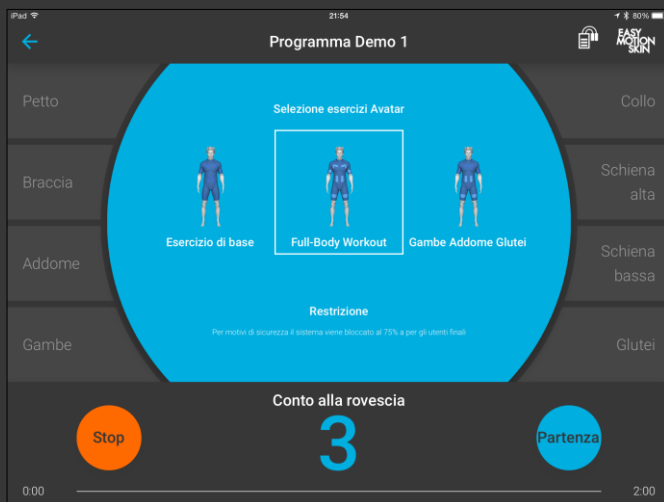 iPad 21:54 80%
Programma Demo 1
EASY
MOTION
SKIN
Petto
Collo
Selezione esercizi Avatar
Braccia
Schiena
alta
Esercizio di base Full-Body Workout Gambe Addome Glutei
Addome
Schiena
bassa
Restrizione
Per motivi di sicurezza il sistema viene bloccato al 75% a per gli utenti finali
Gambe
Glutei
Conto alla rovescia
Stop
3
Partenza
0:00
2:00